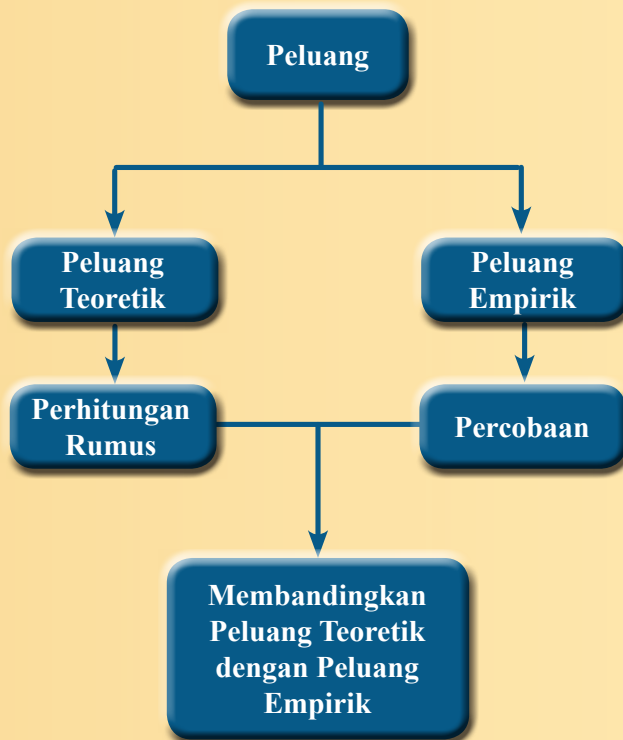 Peluang
Peluang
Teoretik
Peluang
Empirik
Perhitungan
Rumus
Percobaan
Membandingkan
Peluang Teoretik
dengan Peluang
Empirik